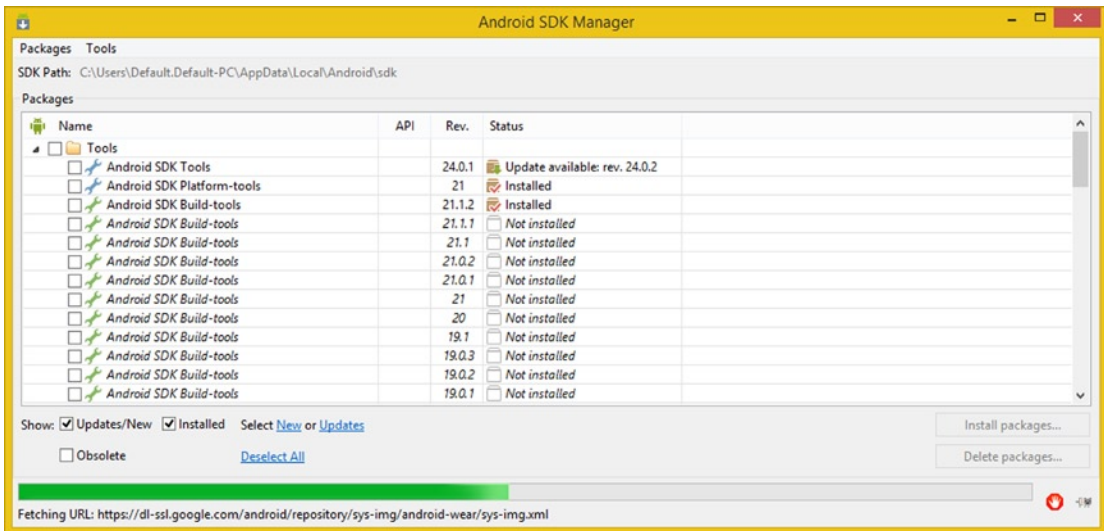 Android SDK Manager
Packages Tools
SDK Path: C:\Users\Default.Default-PC\AppData\Local\Android\sdk
Packages
Name API Rev. Status
Tools
Android SDK Tools 24.0.1 Update available: rev. 24.0.2
Android SDK Platform-tools 21 Installed
Android SDK Build-tools 21.1.2 Installed
Android SDK Build-tools 21.1.1 Not installed
Android SDK Build-tools 21.1 Not installed
Android SDK Build-tools 21.0.2 Not installed
Android SDK Build-tools 21.0.1 Not installed
Android SDK Build-tools 21 Not installed
Android SDK Build-tools 20 Not installed
Android SDK Build-tools 19.1 Not installed
Android SDK Build-tools 19.0.3 Not installed
Android SDK Build-tools 19.0.2 Not installed
Android SDK Build-tools 19.0.1 Not installed
Show: Updates/New Installed Select New or Updates Install packages...
Obsolete Deselect All Delete packages...
Fetching URL: https://dl-ssl.google.com/android/repository/sys-img/android-wear/sys-img.xml